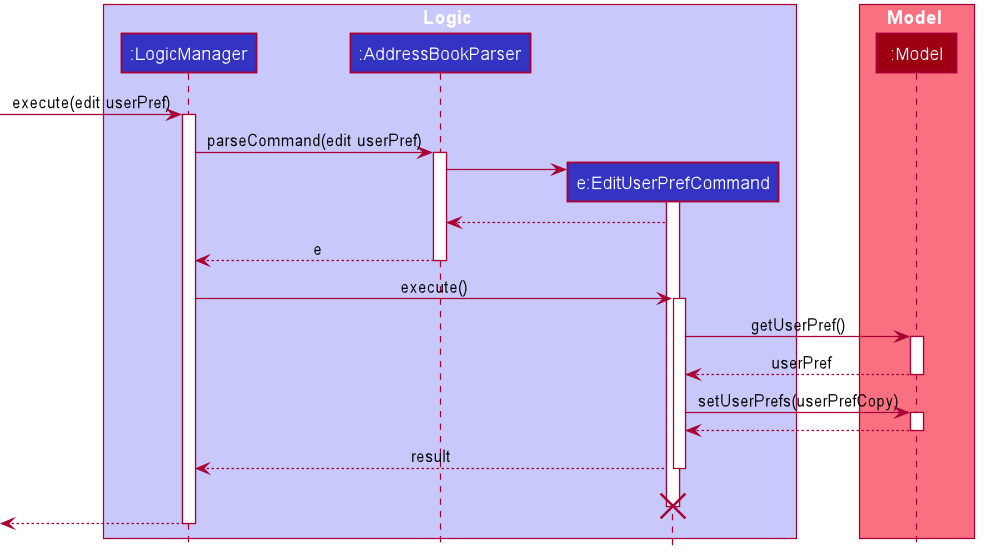 Logic
Model
:LogicManager
:AddressBookParser
:Model
execute(edit userPref)
parseCommand(edit userPref)
e:EditUserPrefCommand
e
execute()
getUserPref()
userPref
setUserPrefs(userPrefCopy)
result